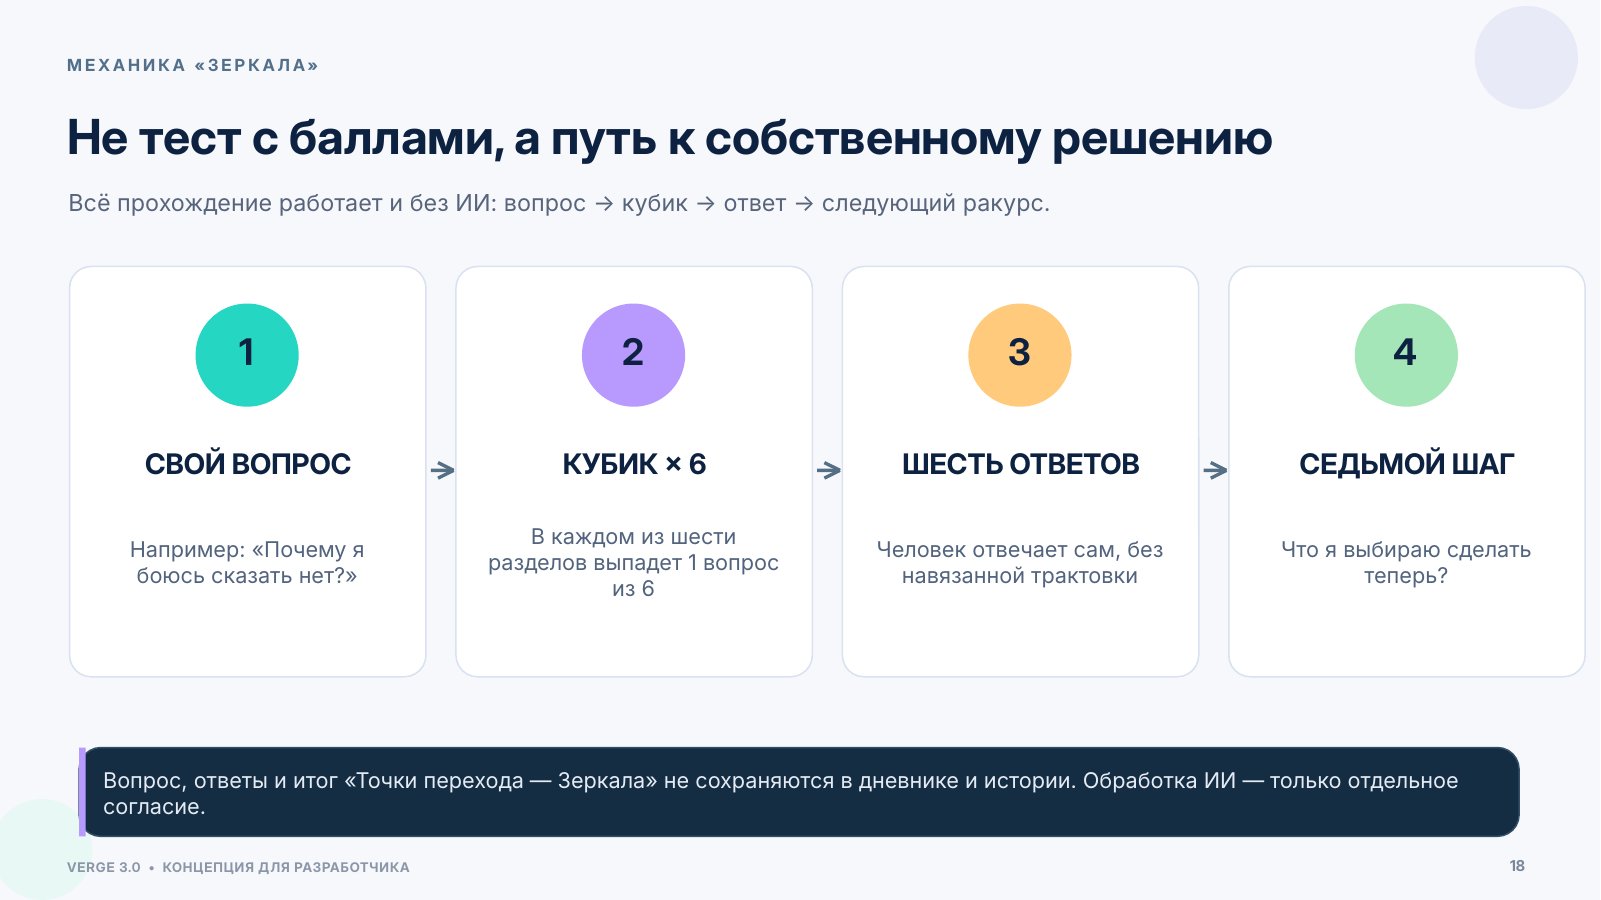 МЕХАНИКА «ЗЕРКАЛА»
Не тест с баллами, а путь к собственному решению
Всё прохождение работает и без ИИ: вопрос → кубик → ответ → следующий ракурс.
1
СВОЙ ВОПРОС
Например: «Почему я
боюсь сказать нет?»
→
2
КУБИК × 6
В каждом из шести
разделов выпадет 1 вопрос
из 6
→
3
ШЕСТЬ ОТВЕТОВ
Человек отвечает сам, без
навязанной трактовки
→
4
СЕДЬМОЙ ШАГ
Что я выбираю сделать
теперь?
Вопрос, ответы и итог «Точки перехода — Зеркала» не сохраняются в дневнике и истории. Обработка ИИ — только отдельное
согласие.
VERGE 3.0 • КОНЦЕПЦИЯ ДЛЯ РАЗРАБОТЧИКА
18